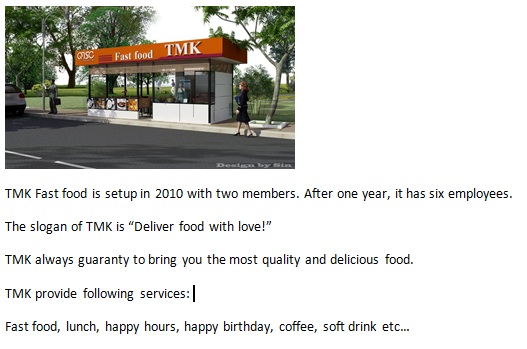 CRSC Fast food TMK
Design by Sin
TMK Fast food is setup in 2010 with two members. After one year, it has six employees.
The slogan of TMK is “Deliver food with love!”
TMK always guaranty to bring you the most quality and delicious food.
TMK provide following services:
Fast food, lunch, happy hours, happy birthday, coffee, soft drink etc…